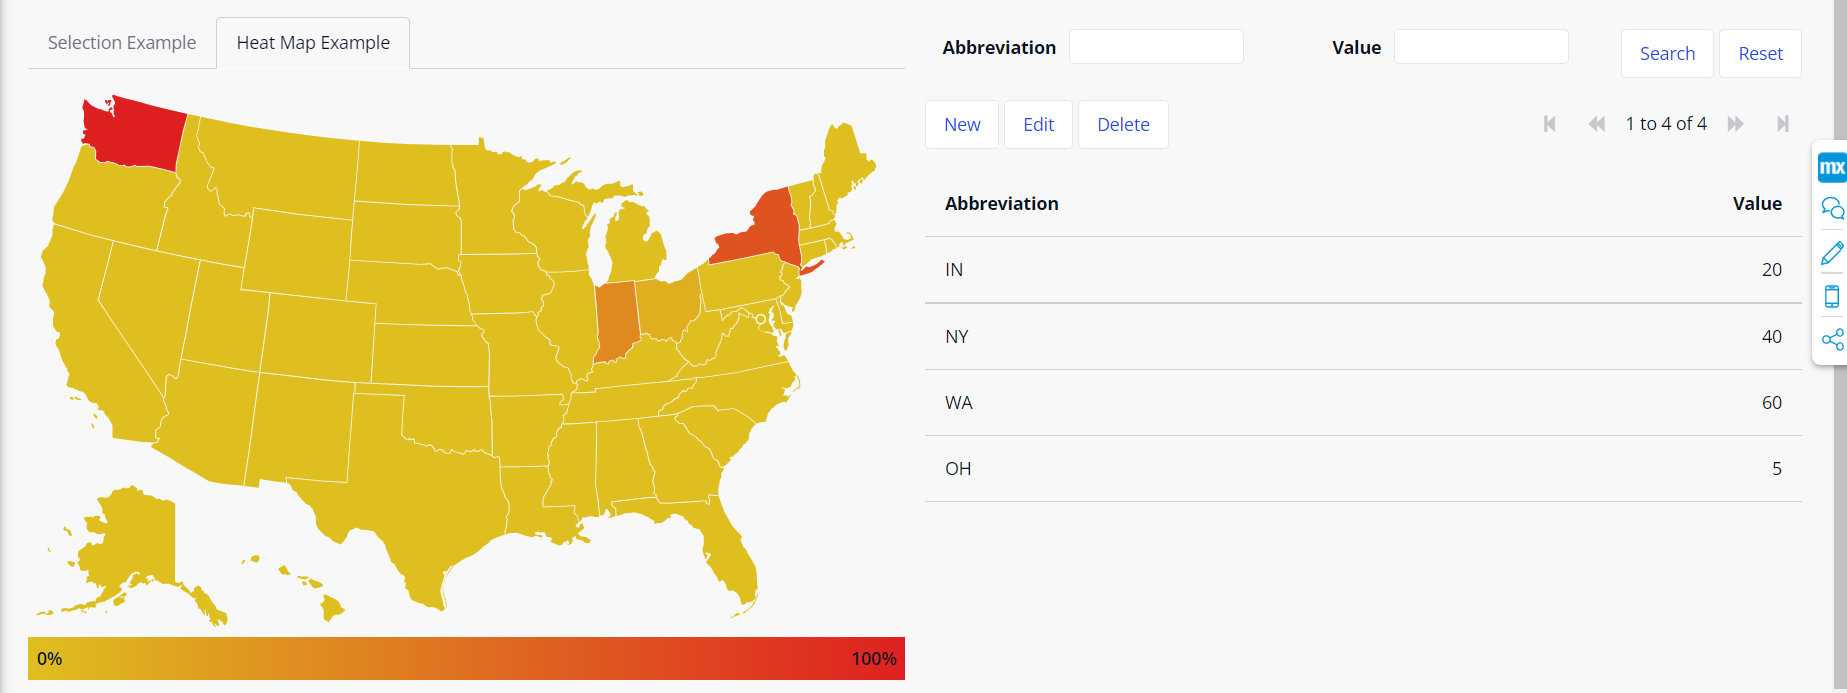 Selection Example
Heat Map Example
0%
100%
Abbreviation
Value
Search
Reset
New
Edit
Delete
1 to 4 of 4
Abbreviation Value
IN 20
NY 40
WA 60
OH 5
mx